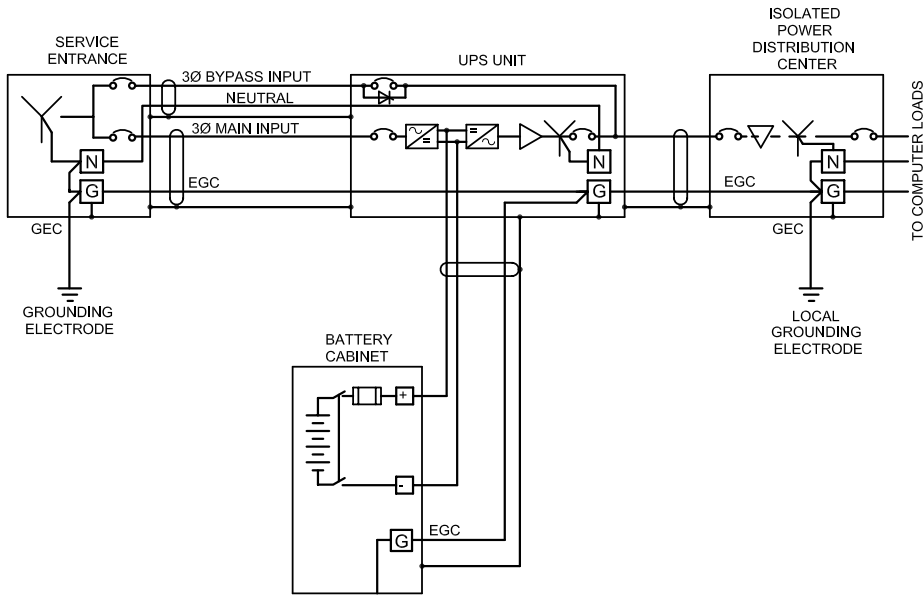 SERVICE
ENTRANCE
UPS UNIT
ISOLATED
POWER
DISTRIBUTION
CENTER
3Ø BYPASS INPUT
NEUTRAL
3Ø MAIN INPUT
N
N
N
G
EGC
G
EGC
G
TO COMPUTER LOADS
GEC
GEC
GROUNDING
ELECTRODE
LOCAL
GROUNDING
ELECTRODE
BATTERY
CABINET
+
-
G
EGC